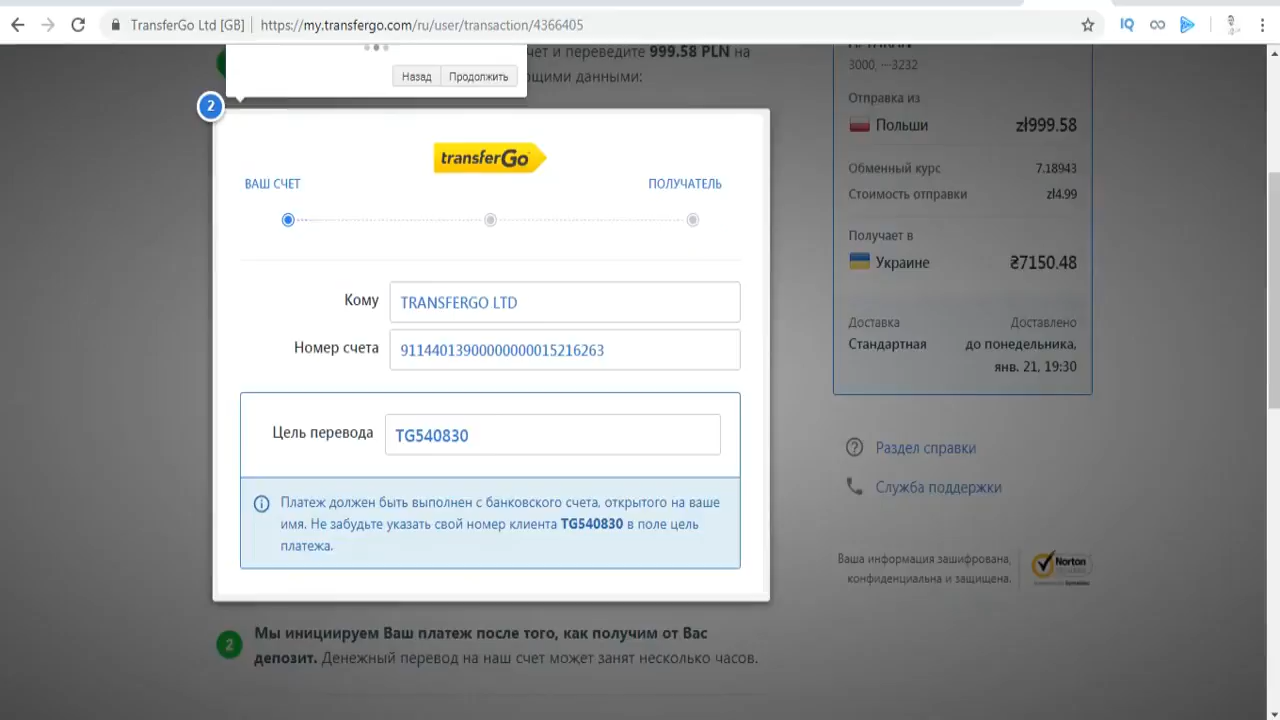 TransferGo Ltd [GB] | https://my.transfergo.com/ru/user/transaction/4366405
IQ
чет и переведите 999.58 PLN на
ющими данными:
Назад Продолжить
2
transferGo
ВАШ СЧЕТ ПОЛУЧАТЕЛЬ
Кому TRANSFERGO LTD
Номер счета 91144013900000000015216263
Цель перевода TG540830
Платеж должен быть выполнен с банковского счета, открытого на ваше
имя. Не забудьте указать свой номер клиента TG540830 в поле цель
платежа.
2 Мы инициируем Ваш платеж после того, как получим от Вас
депозит. Денежный перевод на наш счет может занят несколько часов.
3000, ···3232
Отправка из
Польши zł999.58
Обменный курс 7.18943
Стоимость отправки zł4.99
Получает в
Украине ₴7150.48
Доставка Доставлено
Стандартная до понедельника,
янв. 21, 19:30
Раздел справки
Служба поддержки
Ваша информация зашифрована,
конфиденциальна и защищена.
Norton